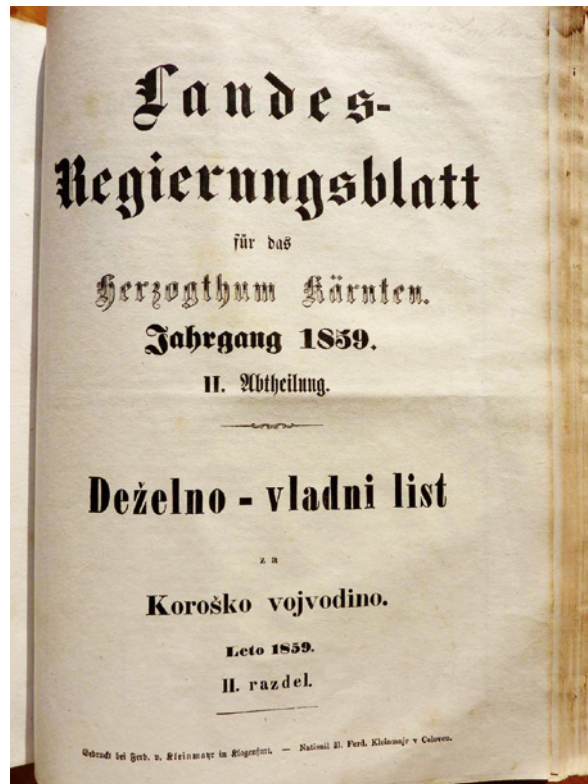 Landes-
Regierungsblatt
für das
Herzogthum Kärnten.
Jahrgang 1859.
II. Abtheilung.
Deželno - vladni list
za
Koroško vojvodino.
Leto 1859.
II. razdel.
Gedruckt bei Ferd. v. Kleinmayr in Klagenfurt. — Natisnil Ferd. Kleinmajr v Celovcu.